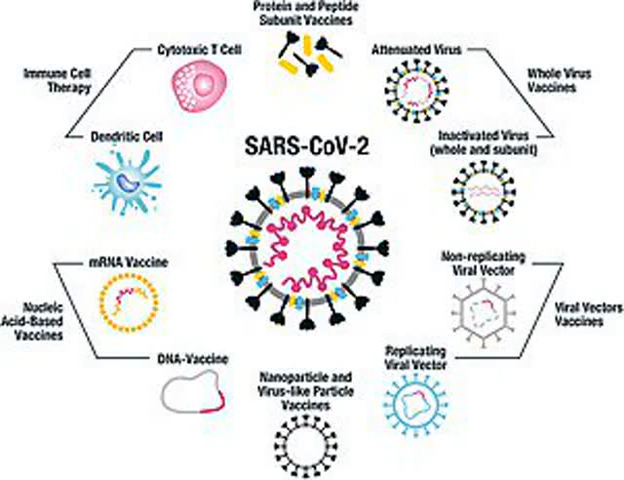 Protein and Peptide
Subunit Vaccines
Cytotoxic T Cell
Attenuated Virus
Immune Cell
Therapy
Whole Virus
Vaccines
Dendritic Cell
Inactivated Virus
(whole and subunit)
SARS-CoV-2
mRNA Vaccine
Non-replicating
Viral Vector
Nucleic
Acid-Based
Vaccines
Viral Vectors
Vaccines
DNA-Vaccine
Replicating
Viral Vector
Nanoparticle and
Virus-like Particle
Vaccines